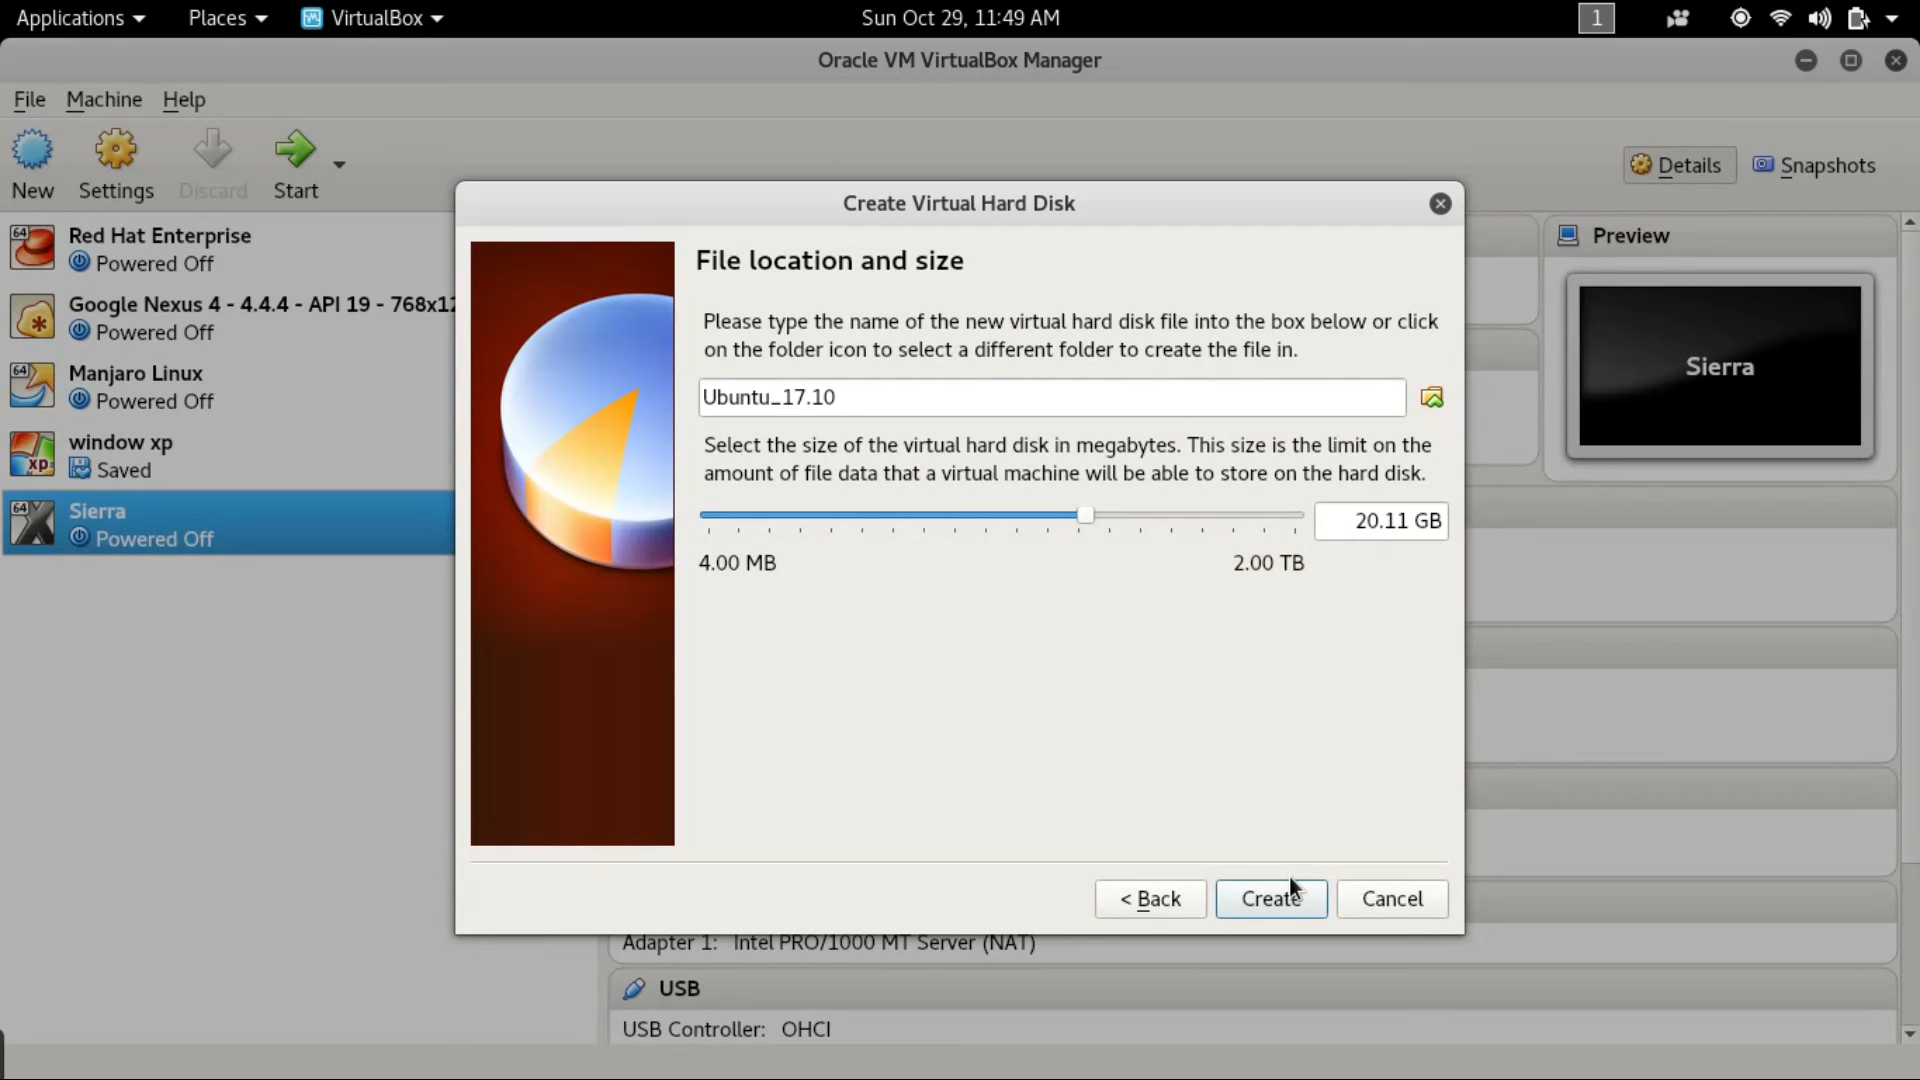 Applications
Places
VirtualBox
Sun Oct 29, 11:49 AM
1
Oracle VM VirtualBox Manager
File
Machine
Help
New
Settings
Discard
Start
Details
Snapshots
64
Red Hat Enterprise
Powered Off
Google Nexus 4 - 4.4.4 - API 19 - 768x12
Powered Off
64
Manjaro Linux
Powered Off
XP
window xp
Saved
64
Sierra
Powered Off
Create Virtual Hard Disk
File location and size
Please type the name of the new virtual hard disk file into the box below or click
on the folder icon to select a different folder to create the file in.
Ubuntu_17.10
Select the size of the virtual hard disk in megabytes. This size is the limit on the
amount of file data that a virtual machine will be able to store on the hard disk.
20.11 GB
4.00 MB
2.00 TB
< Back
Create
Cancel
Preview
Sierra
Adapter 1: Intel PRO/1000 MT Server (NAT)
USB
USB Controller: OHCI